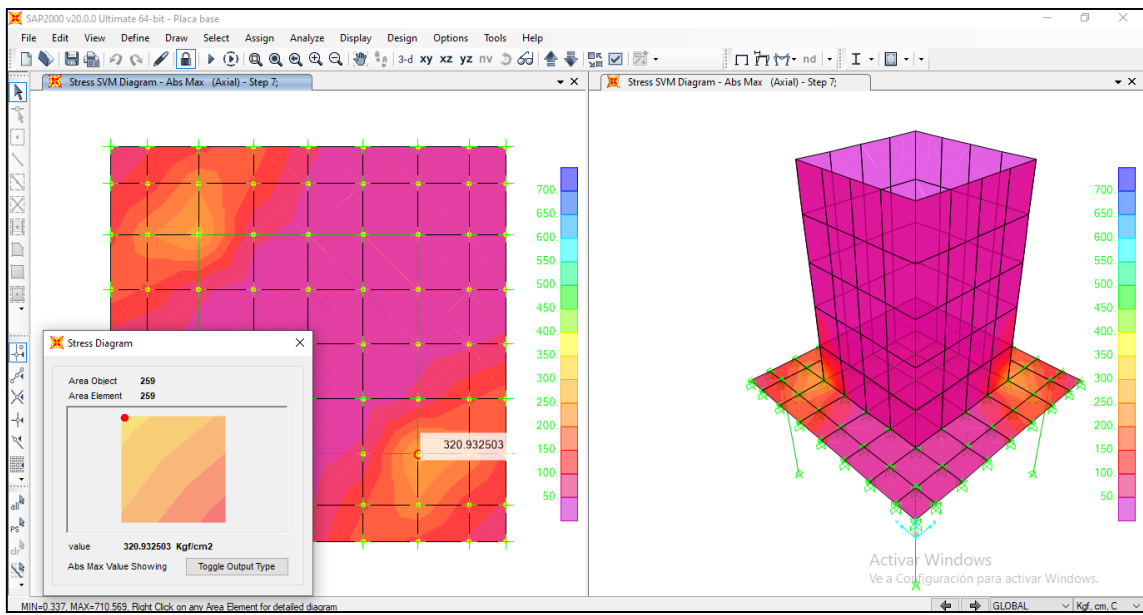 SAP2000 v20.0.0 Ultimate 64-bit - Placa base
File Edit View Define Draw Select Assign Analyze Display Design Options Tools Help
3-d xy xz yz nv
nd
Stress SVM Diagram - Abs Max (Axial) - Step 7;
Stress SVM Diagram - Abs Max (Axial) - Step 7;
700.
650.
600.
550.
500.
450.
400.
350.
300.
250.
200.
150.
100.
50.
320.932503
Stress Diagram
Area Object 259
Area Element 259
value 320.932503 Kgf/cm2
Abs Max Value Showing Toggle Output Type
700.
650.
600.
550.
500.
450.
400.
350.
300.
250.
200.
150.
100.
50.
all
PS
clr
Activar Windows
Ve a Configuración para activar Windows.
MIN=0.337, MAX=710.569, Right Click on any Area Element for detailed diagram
GLOBAL
Kgf, cm, C